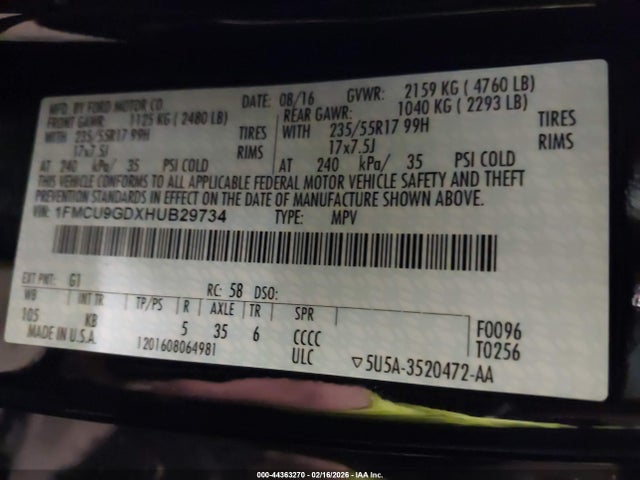 MFD. BY FORD MOTOR CO. DATE: 08/16 GVWR: 2159 KG ( 4760 LB)
FRONT GAWR: 1125 KG ( 2480 LB) REAR GAWR: 1040 KG ( 2293 LB)
WITH 235/55R17 99H TIRES WITH 235/55R17 99H TIRES
17x7.5J RIMS 17x7.5J RIMS
AT 240 kPa/ 35 PSI COLD AT 240 kPa/ 35 PSI COLD
THIS VEHICLE CONFORMS TO ALL APPLICABLE FEDERAL MOTOR VEHICLE SAFETY AND THEFT
PREVENTION STANDARDS IN EFFECT ON THE DATE OF MANUFACTURE SHOWN ABOVE.
VIN: 1FMCU9GDXHUB29734 TYPE: MPV
EXT PNT: G1 RC: 58 DSO:
WB INT TR TP/PS R AXLE TR SPR
105 KB 5 35 6 CCCC F0096
MADE IN U.S.A. 1201608064981 ULC T0256
▽5U5A-3520472-AA
000-44363270 - 02/16/2026 - IAA Inc.